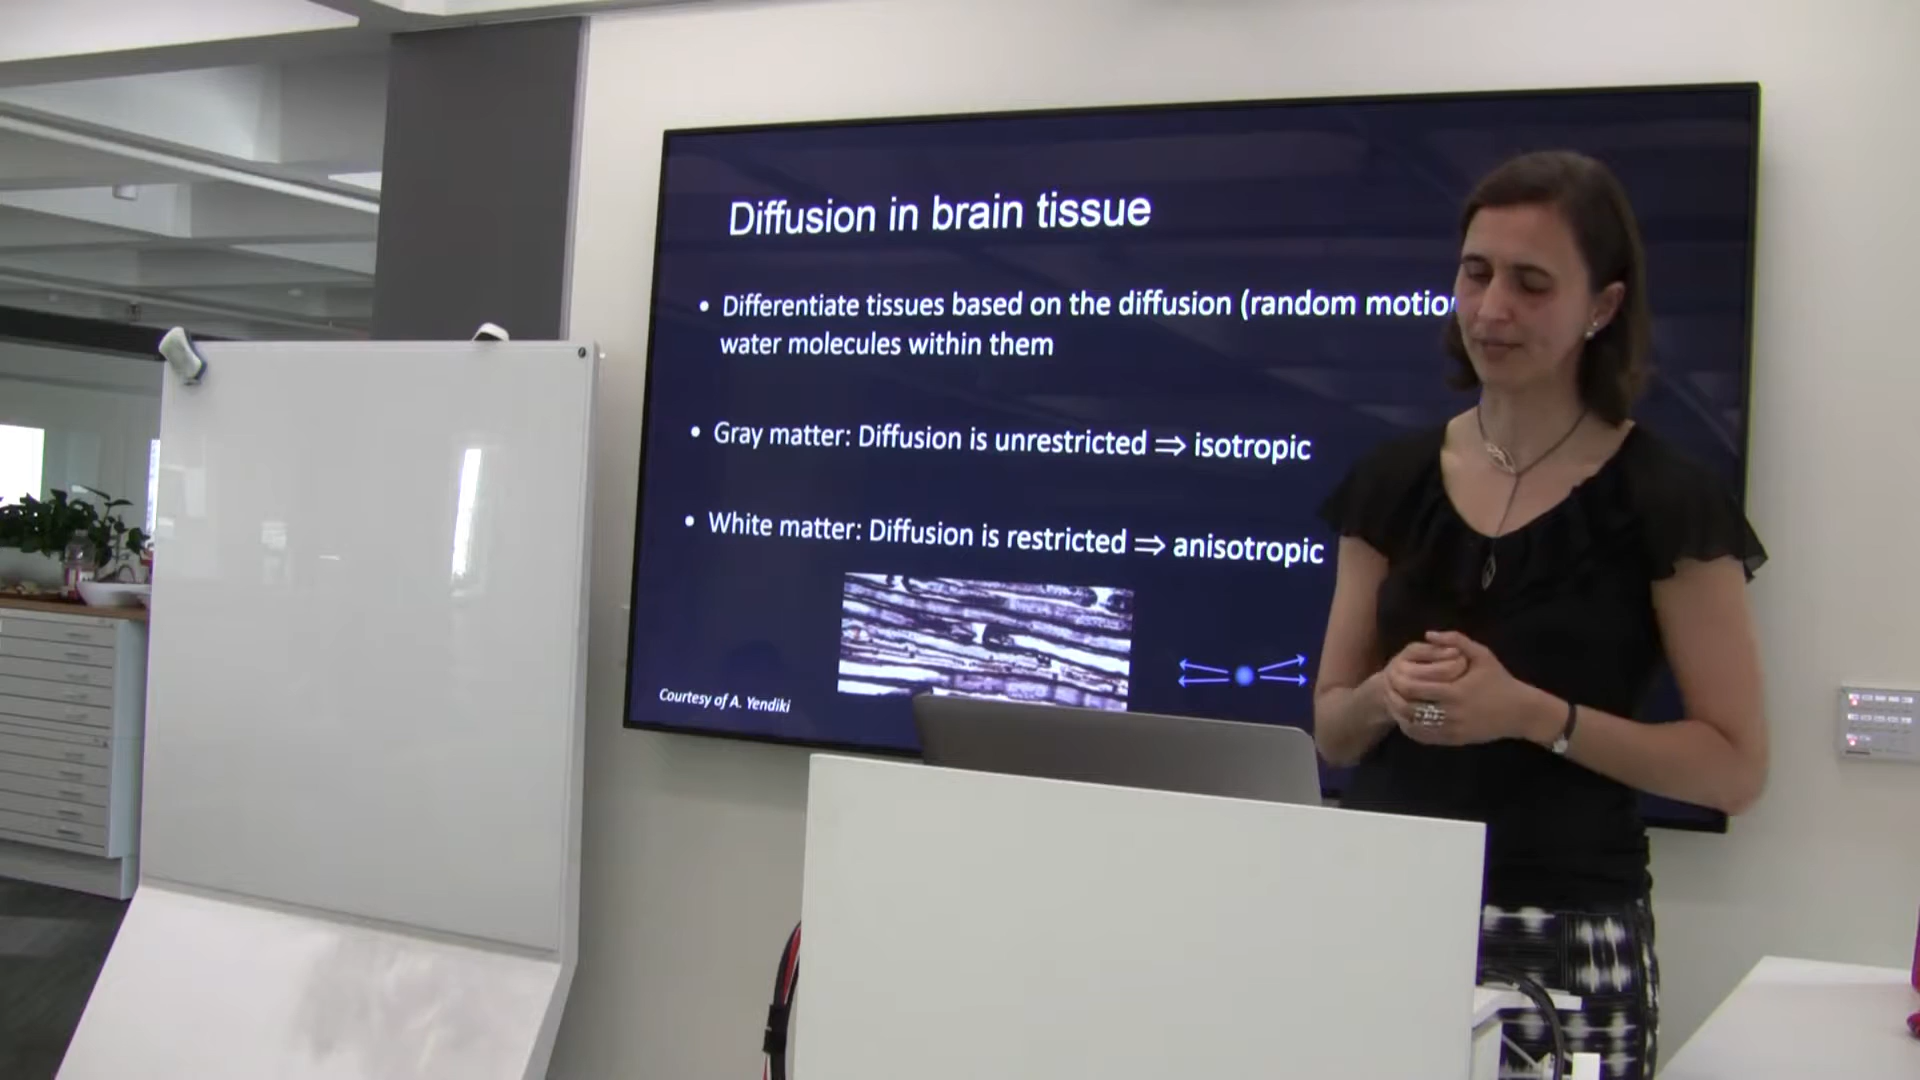 Diffusion in brain tissue
• Differentiate tissues based on the diffusion (random
water molecules within them
• Gray matter: Diffusion is unrestricted ⇒ isotropic
• White matter: Diffusion is restricted ⇒ anisotropic
Courtesy of A. Yendiki